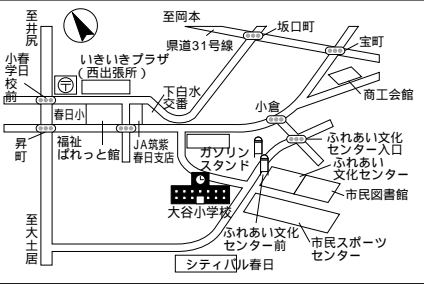 至井尻
至岡本
坂口町
宝町
県道31号線
小学校前
春日
いきいきプラザ
(西出張所)
下白水
交番
商工会館
小倉
春日小
昇町
福祉
ぱれっと館
JA筑紫
春日支店
ガソリン
スタンド
ふれあい文化
センター入口
ふれあい
文化センター
市民図書館
大谷小学校
至大土居
ふれあい文化
センター前
市民スポーツ
センター
シティバル春日